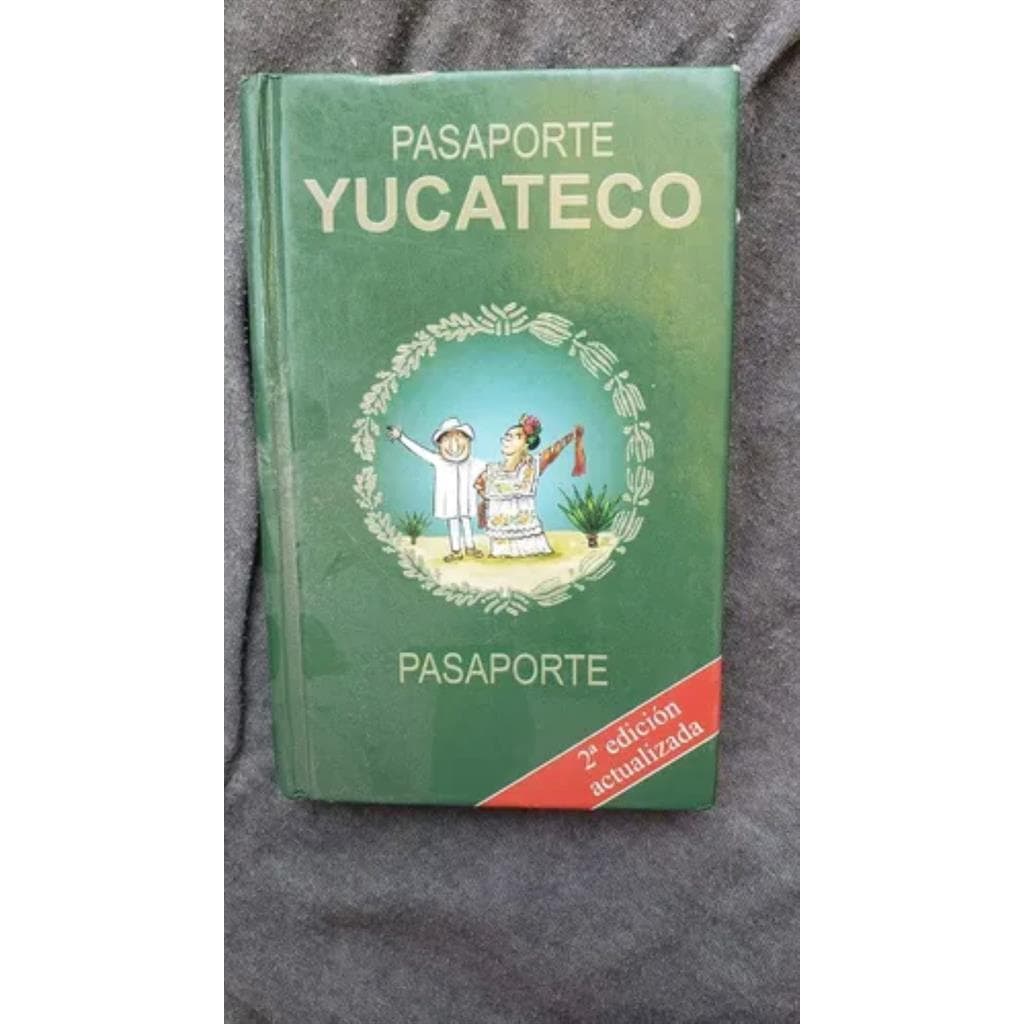 PASAPORTE
YUCATECO
PASAPORTE
2ª edición
actualizada